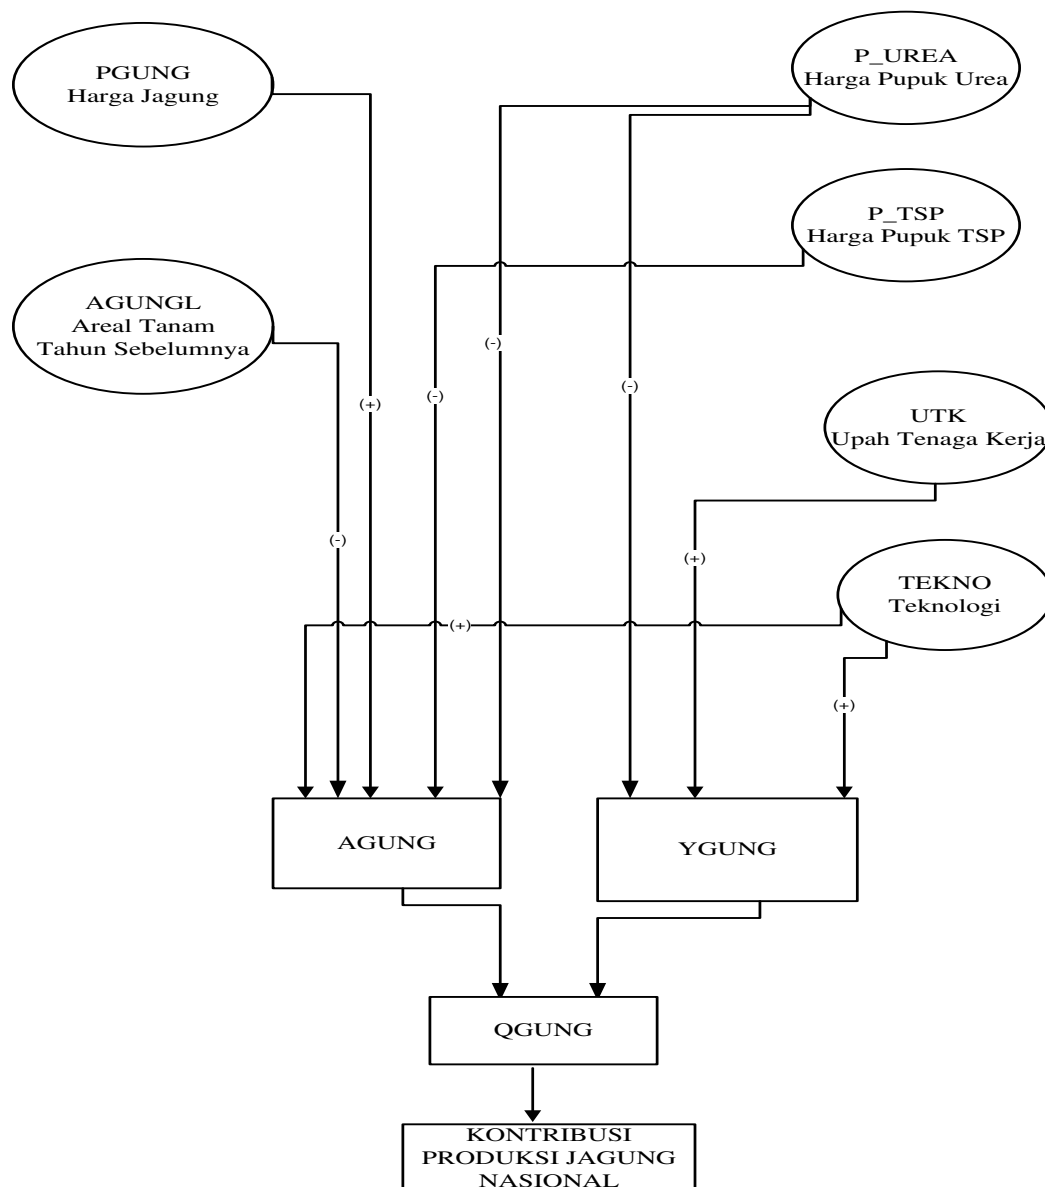 PGUNG
Harga Jagung
P_UREA
Harga Pupuk Urea
P_TSP
Harga Pupuk TSP
AGUNGL
Areal Tanam
Tahun Sebelumnya
(-)
(-)
(-)
(+)
UTK
Upah Tenaga Kerja
(-)
(+)
TEKNO
Teknologi
(+)
(+)
AGUNG
YGUNG
QGUNG
KONTRIBUSI
PRODUKSI JAGUNG
NASIONAL